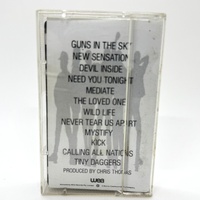 GUNS IN THE SKY
NEW SENSATION
DEVIL INSIDE
NEED YOU TONIGHT
MEDIATE
THE LOVED ONE
WILD LIFE
NEVER TEAR US APART
MYSTIFY
KICK
CALLING ALL NATIONS
TINY DAGGERS
PRODUCED BY CHRIS THOMAS
wea